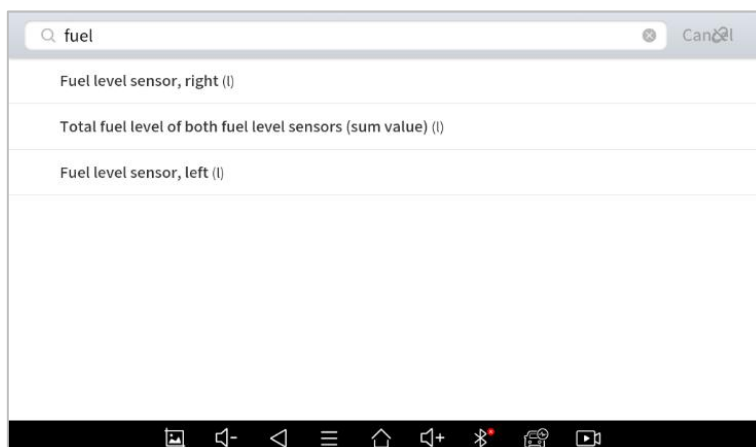 fuel
Cancel
Fuel level sensor, right (l)
Total fuel level of both fuel level sensors (sum value) (l)
Fuel level sensor, left (l)